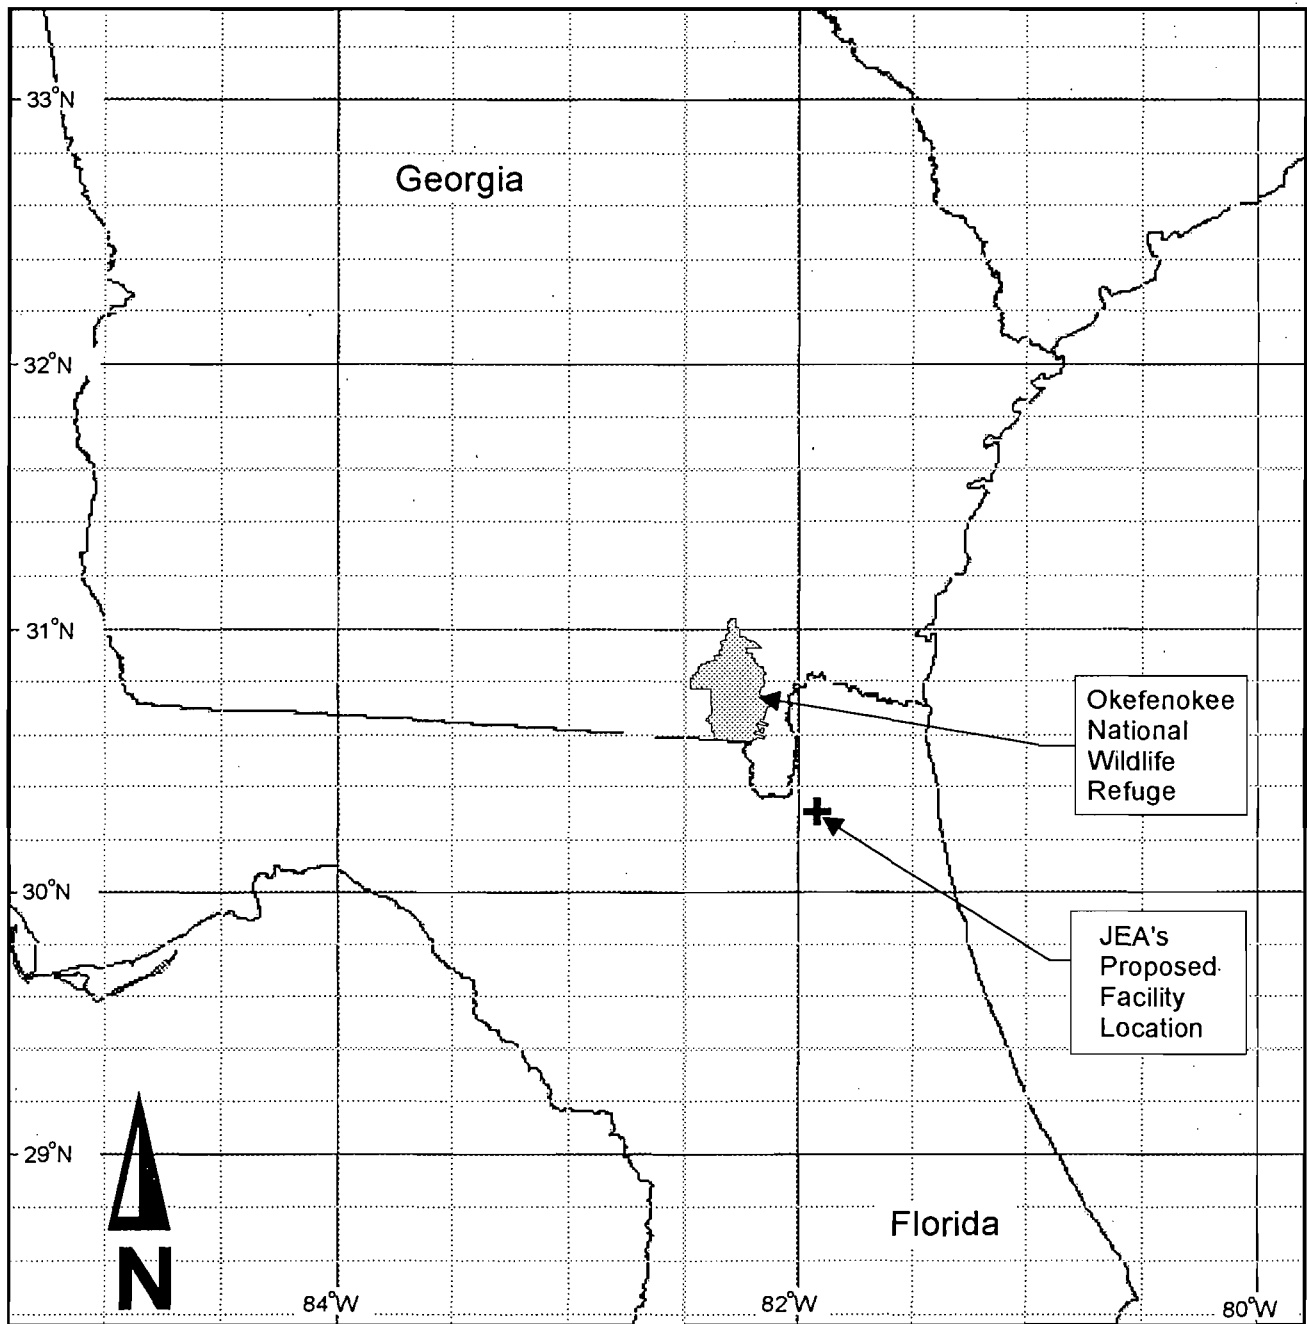 33°N
Georgia
32°N
31°N
Okefenokee
National
Wildlife
Refuge
30°N
JEA's
Proposed
Facility
Location
29°N
Florida
N
84°W
82°W
80°W